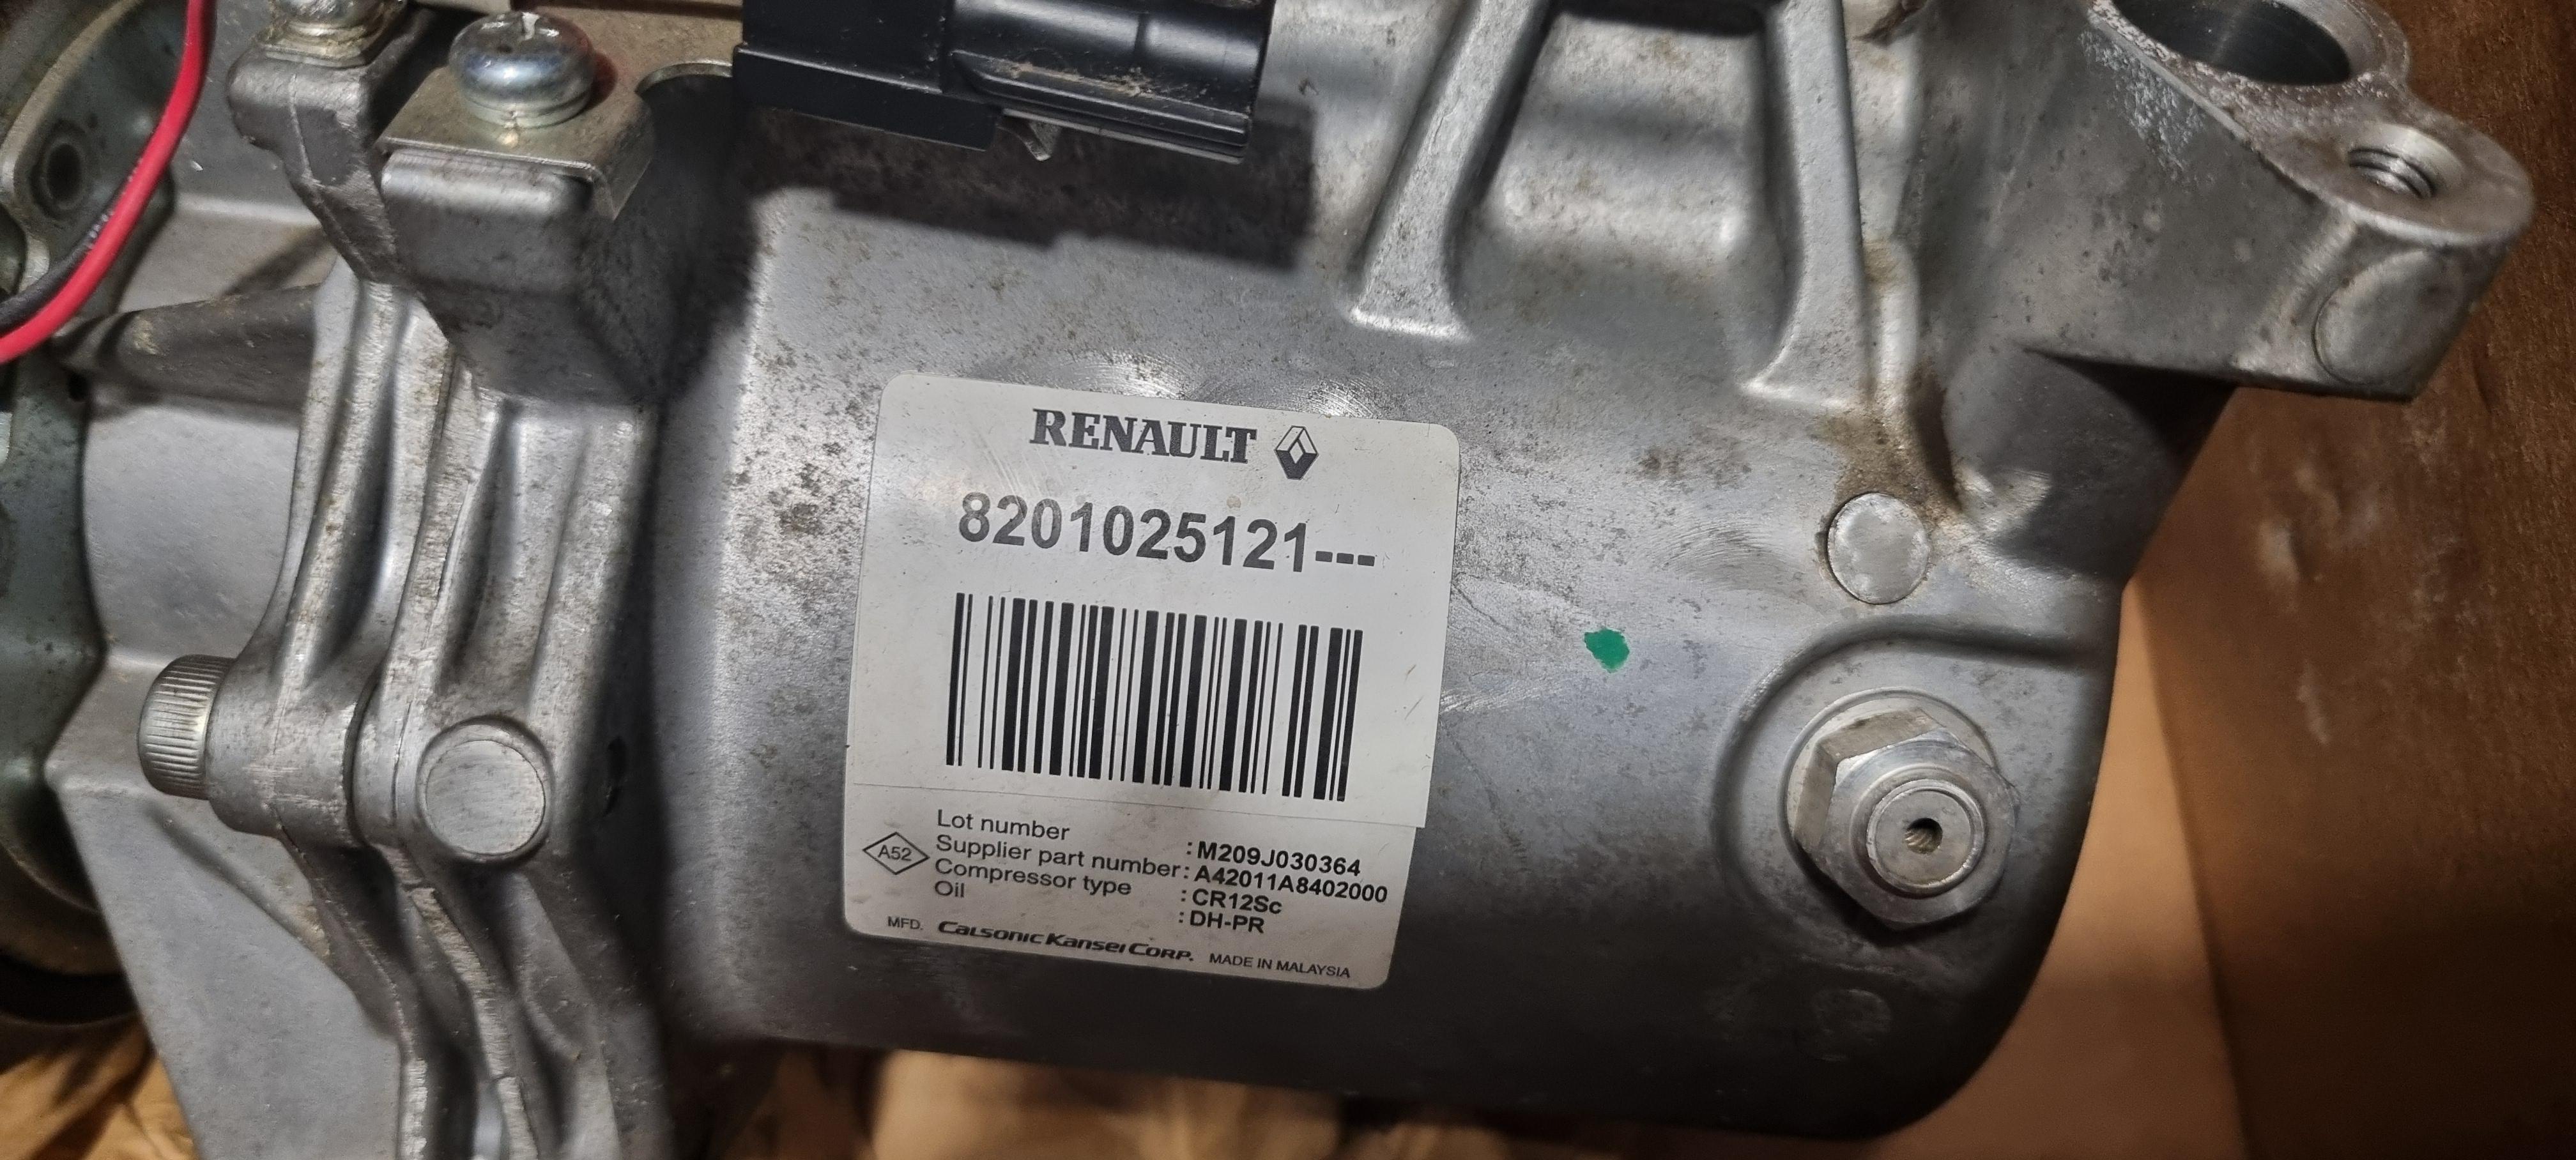 RENAULT
8201025121---
A52
Lot number : M209J030364
Supplier part number : A42011A8402000
Compressor type : CR12Sc
Oil : DH-PR
MFD. CALSONIC KANSEI CORP. MADE IN MALAYSIA